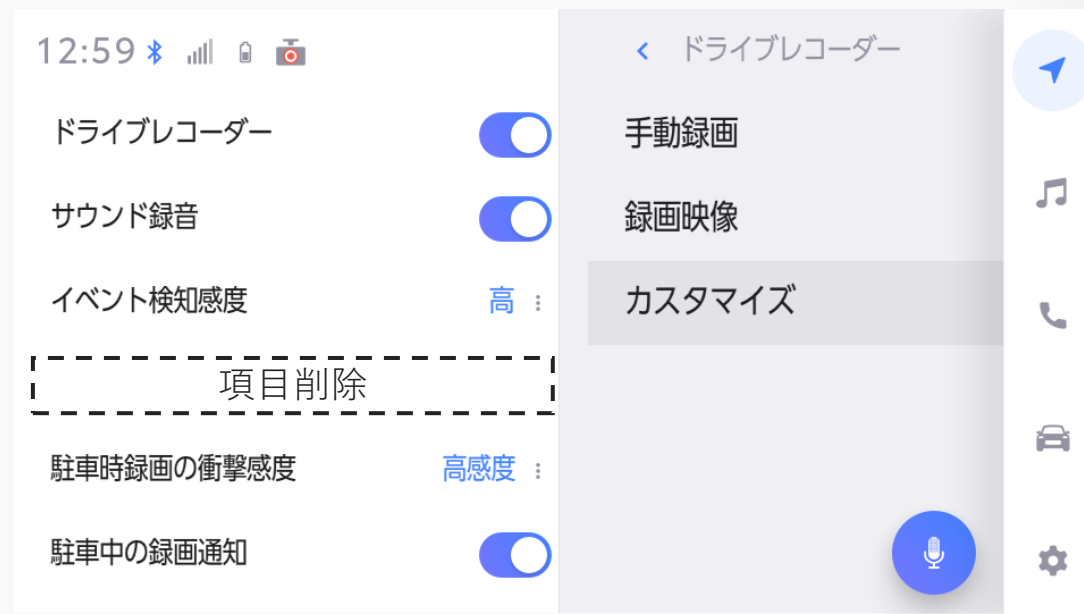 12:59
ドライブレコーダー
サウンド録音
イベント検知感度 高
項目削除
駐車時録画の衝撃感度 高感度
駐車中の録画通知
ドライブレコーダー
手動録画
録画映像
カスタマイズ